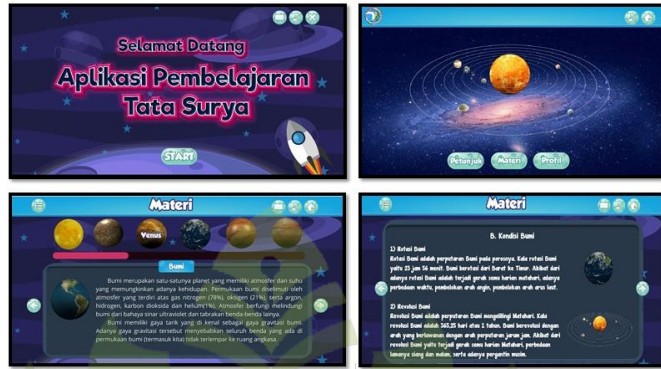 Selamat Datang
Aplikasi Pembelajaran
Tata Surya
START
Petunjuk
Materi
Profil
Materi
Venus
Bumi
Bumi merupakan satu-satunya planet yang memiliki atmosfer dan suhu
yang memungkinkan adanya kehidupan. Permukaan bumi diselimuti oleh
atmosfer yang terdiri atas gas nitrogen (78%), oksigen (21%), serta argon,
hidrogen, karbon dioksida dan helium(1%). Atmosfer berfungi melindungi
bumi dari bahaya sinar ultraviolet dan tabrakan benda-benda lainya.
Bumi memiliki gaya tarik yang di kenal sebagai gaya gravitasi bumi.
Adanya gaya gravitasi tersebut menyebabkan seluruh benda yang ada di
permukaan bumi (termasuk kita) tidak terlempar ke ruang angkasa.
Materi
B. Kondisi Bumi
1) Rotasi Bumi
Rotasi Bumi adalah perputaran Bumi pada porosnya. Kala rotasi Bumi
yaitu 23 jam 56 menit. Bumi berotasi dari Barat ke Timur. Akibat dari
adanya rotasi Bumi adalah terjadi gerak semu harian matahari, adanya
perbedaan waktu, pembelokan arah angin, pembelokan arah arus laut.
2) Revolusi Bumi
Revolusi Bumi adalah perputaran Bumi mengelilingi Matahari. Kala
revolusi Bumi adalah 365,25 hari atau 1 tahun. Bumi berevolusi dengan
arah yang berlawanan dengan arah perputaran jarum jam. Akibat dari
revolusi Bumi yaitu terjadi gerak semu harian Matahari, perbedaan
lamanya siang dan malam, serta adanya pergantin musim.